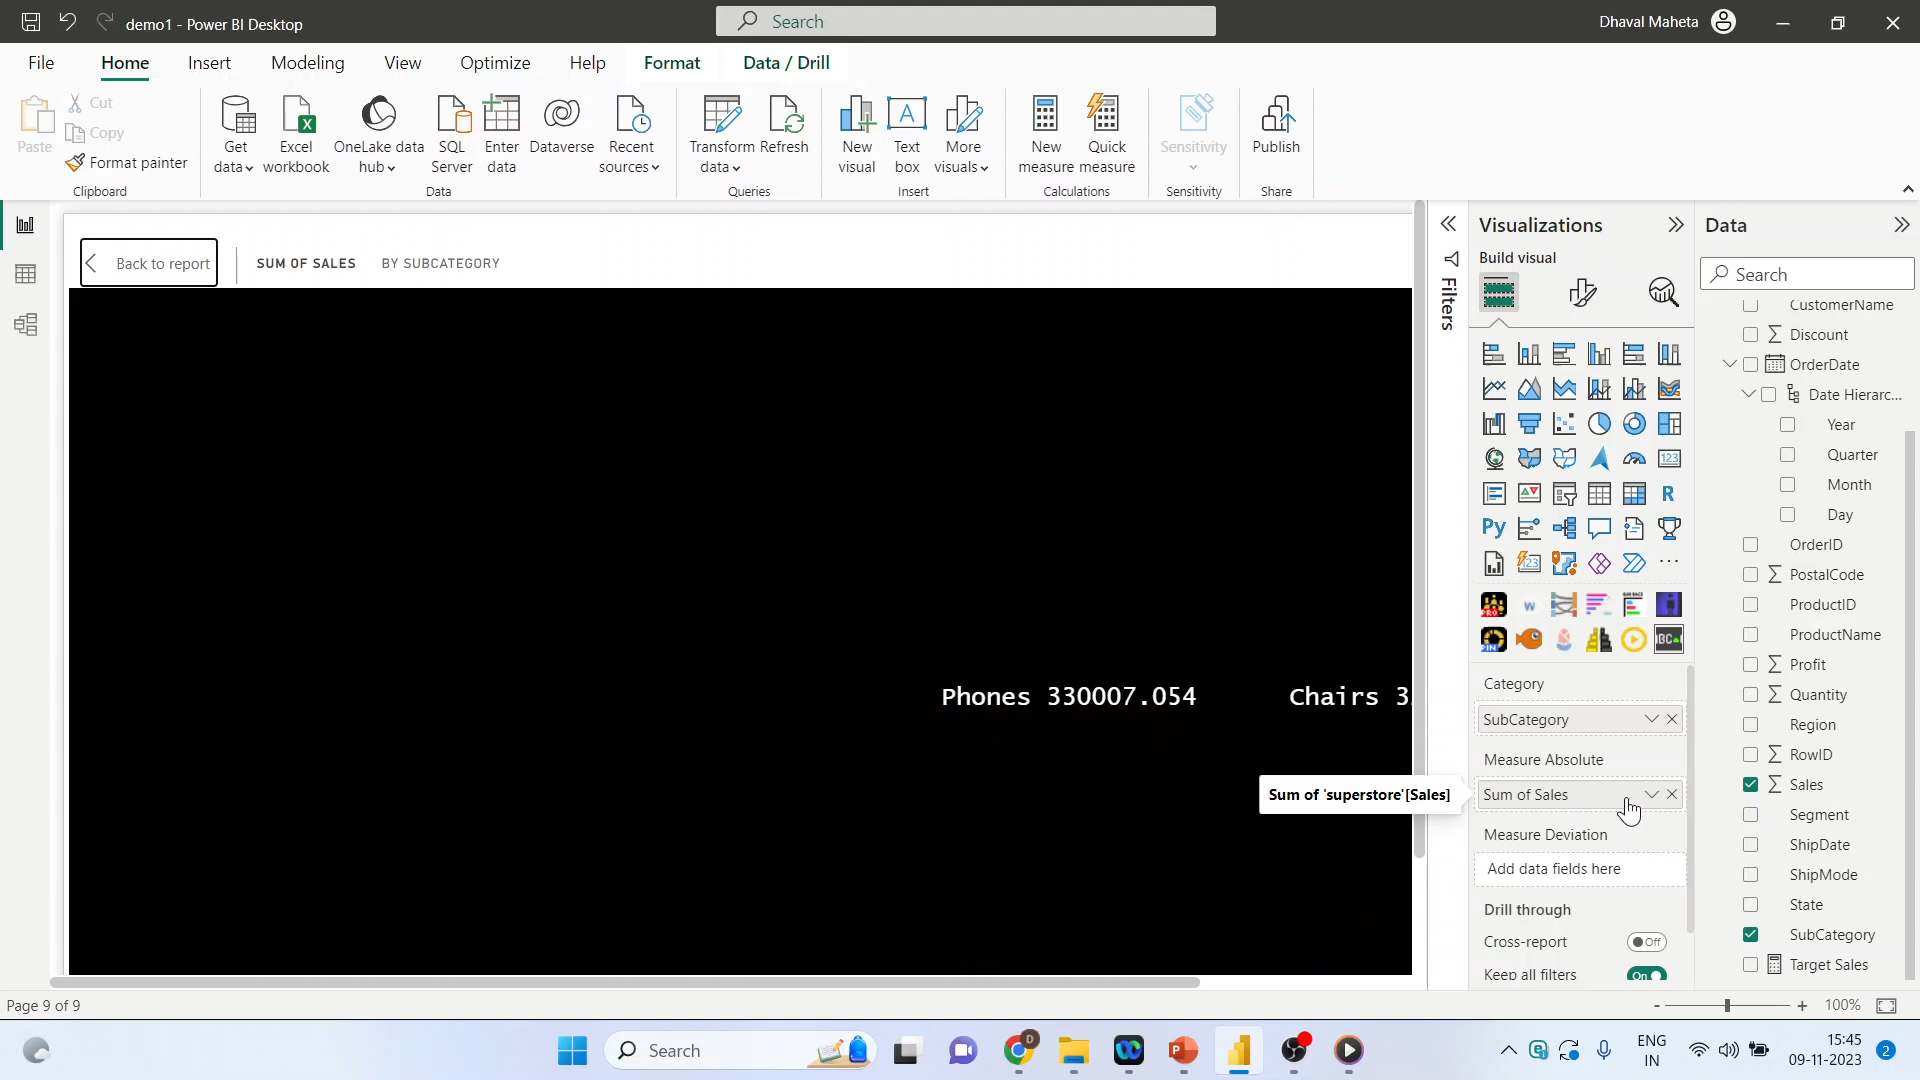 demo1 - Power BI Desktop
Search
Dhaval Maheta
File Home Insert Modeling View Optimize Help Format Data / Drill
Paste
Cut
Copy
Format painter
Clipboard
Get data
Excel workbook
OneLake data hub
SQL Server
Enter data
Dataverse
Recent sources
Data
Transform data
Refresh
Queries
New visual
Text box
More visuals
Insert
New measure
Quick measure
Calculations
Sensitivity
Sensitivity
Publish
Share
Back to report
SUM OF SALES
BY SUBCATEGORY
Phones 330007.054
Chairs 3
Sum of 'superstore'[Sales]
Filters
Visualizations
Build visual
123
R
Py
123
PRO
W
IN
IBC
Category
SubCategory
Measure Absolute
Sum of Sales
Measure Deviation
Add data fields here
Drill through
Cross-report
Off
Keep all filters
On
Data
Search
CustomerName
Discount
OrderDate
Date Hierarc...
Year
Quarter
Month
Day
OrderID
PostalCode
ProductID
ProductName
Profit
Quantity
Region
RowID
Sales
Segment
ShipDate
ShipMode
State
SubCategory
Target Sales
Page 9 of 9
- + 100%
Search
ENG
IN
15:45
09-11-2023
2